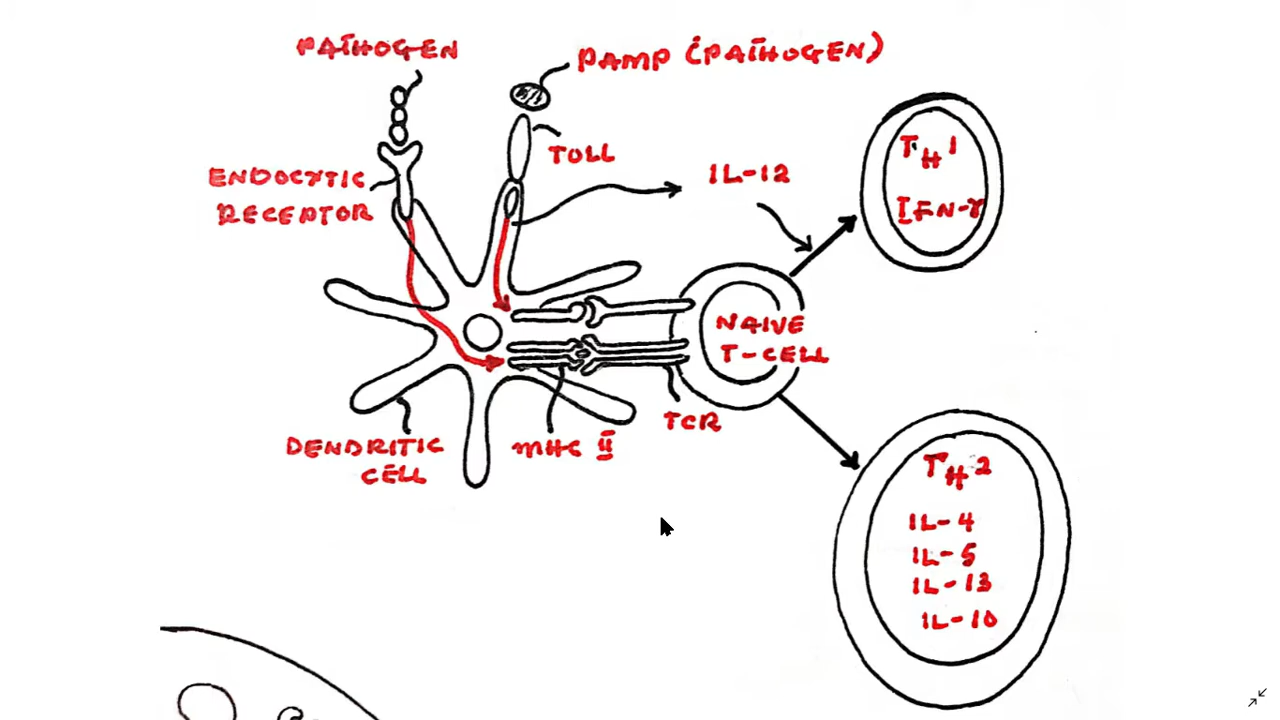 PATHOGEN
PAMP (PATHOGEN)
TOLL
ENDOCYTIC
RECEPTOR
IL-12
TH1
IFN-γ
NAIVE
T-CELL
TCR
MHC II
DENDRITIC
CELL
TH2
IL-4
IL-5
IL-13
IL-10